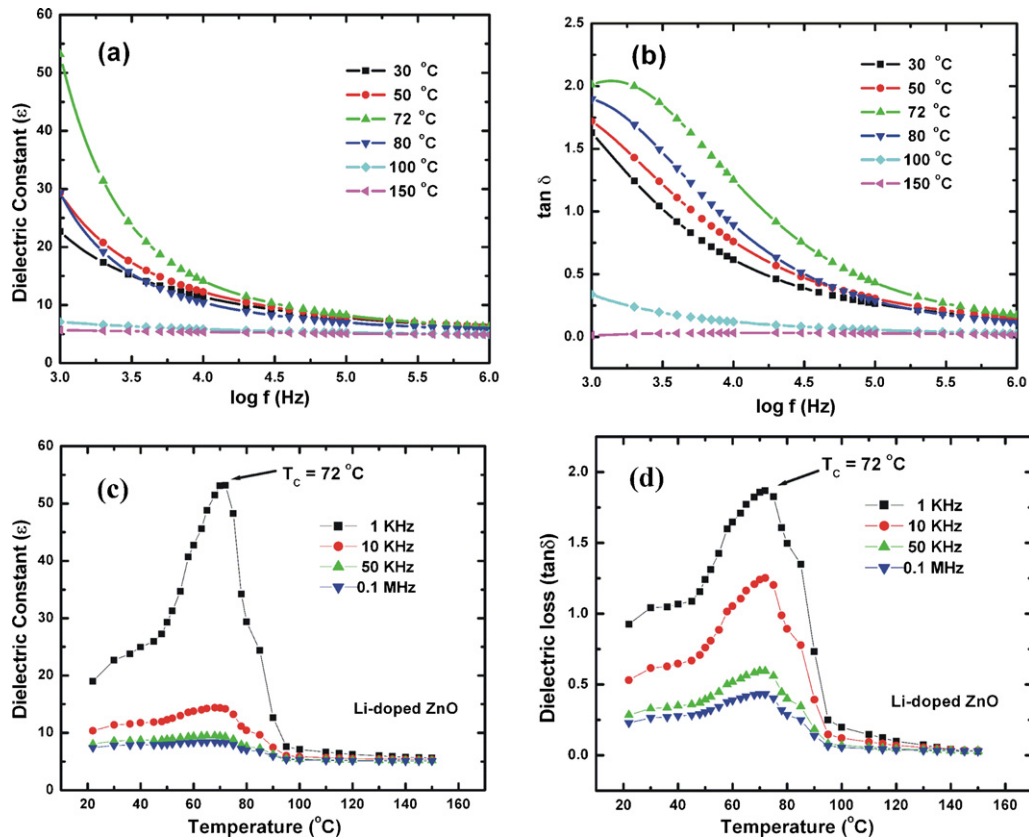 (a)
30 °C
50 °C
72 °C
80 °C
100 °C
150 °C
Dielectric Constant (ε)
60
50
40
30
20
10
0
3.0 3.5 4.0 4.5 5.0 5.5 6.0
log f (Hz)
(b)
30 °C
50 °C
72 °C
80 °C
100 °C
150 °C
tan δ
2.5
2.0
1.5
1.0
0.5
0.0
3.0 3.5 4.0 4.5 5.0 5.5 6.0
log f (Hz)
(c)
T_C = 72 °C
1 KHz
10 KHz
50 KHz
0.1 MHz
Li-doped ZnO
Dielectric Constant (ε)
60
50
40
30
20
10
0
20 40 60 80 100 120 140 160
Temperature (°C)
(d)
T_C = 72 °C
1 KHz
10 KHz
50 KHz
0.1 MHz
Li-doped ZnO
Dielectric loss (tanδ)
2.0
1.5
1.0
0.5
0.0
20 40 60 80 100 120 140 160
Temperature (°C)